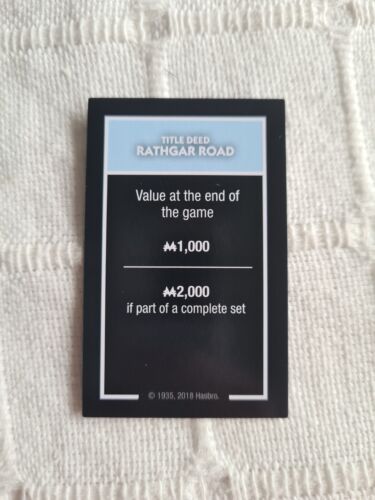 TITLE DEED
RATHGAR ROAD
Value at the end of
the game
₩1,000
₩2,000
if part of a complete set
© 1935, 2018 Hasbro.